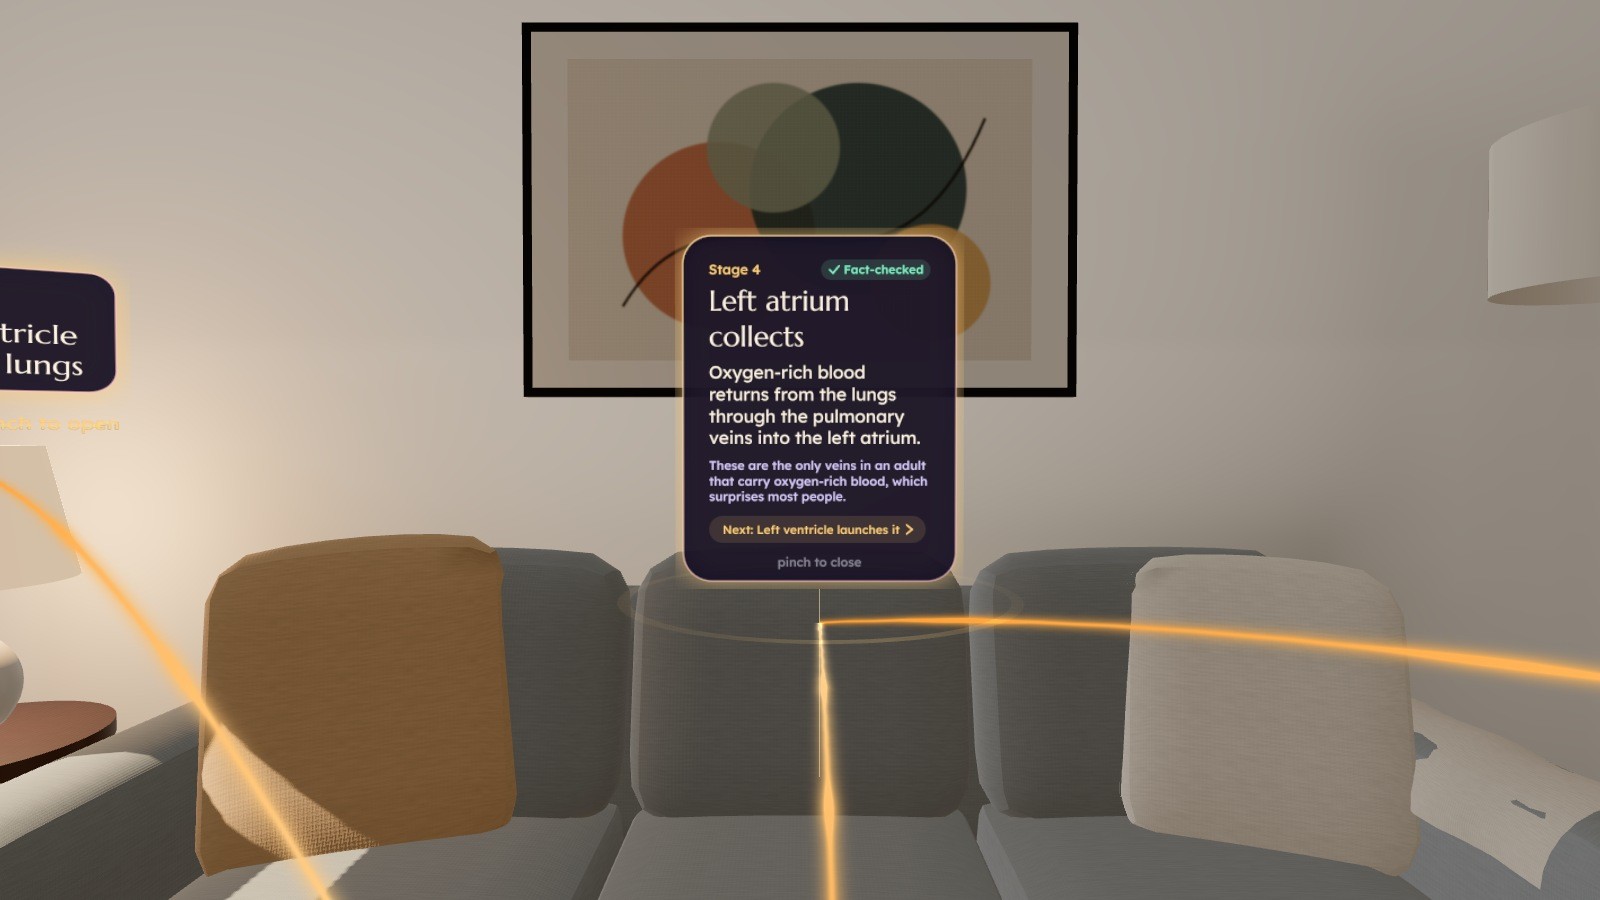 tricle
lungs
to open
Stage 4
Fact-checked
Left atrium
collects
Oxygen-rich blood
returns from the lungs
through the pulmonary
veins into the left atrium.
These are the only veins in an adult
that carry oxygen-rich blood, which
surprises most people.
Next: Left ventricle launches it
pinch to close